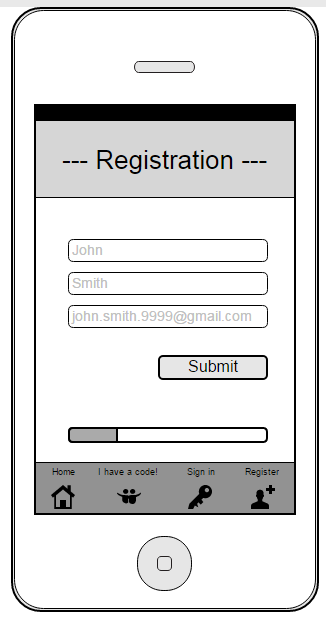 --- Registration ---
John
Smith
john.smith.9999@gmail.com
Submit
Home I have a code! Sign in Register